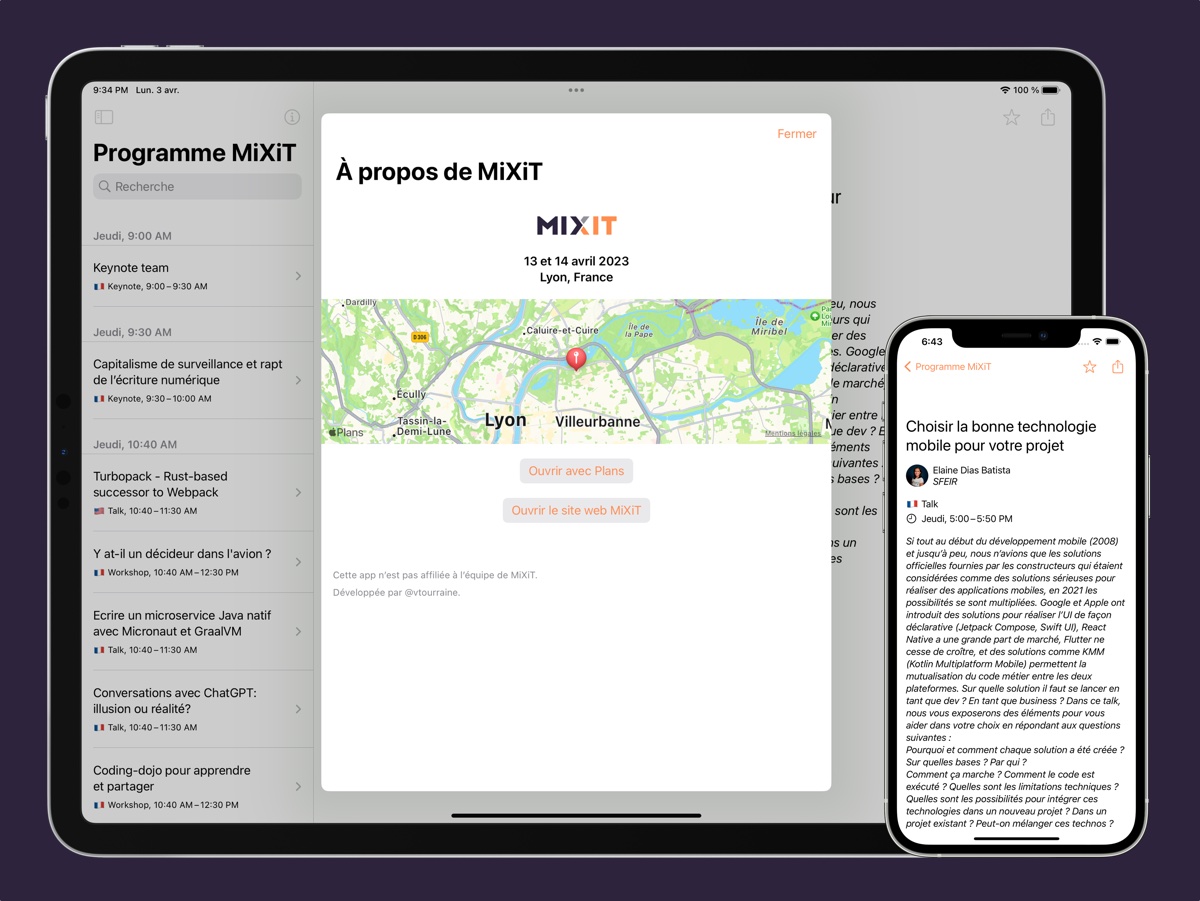 9:34 PM Lun. 3 avr.
100 %
Programme MiXiT
Recherche
Jeudi, 9:00 AM
Keynote team
Keynote, 9:00 – 9:30 AM
Jeudi, 9:30 AM
Capitalisme de surveillance et rapt
de l’écriture numérique
Keynote, 9:30 – 10:00 AM
Jeudi, 10:40 AM
Turbopack - Rust-based
successor to Webpack
Talk, 10:40 – 11:30 AM
Y at-il un décideur dans l'avion ?
Workshop, 10:40 AM – 12:30 PM
Ecrire un microservice Java natif
avec Micronaut et GraalVM
Talk, 10:40 – 11:30 AM
Conversations avec ChatGPT:
illusion ou réalité?
Talk, 10:40 – 11:30 AM
Coding-dojo pour apprendre
et partager
Workshop, 10:40 AM – 12:30 PM
Fermer
À propos de MiXiT
MIXIT
13 et 14 avril 2023
Lyon, France
Dardilly
D 306
Caluire-et-Cuire
Île de
la Pape
Île de
Miribel
Écully
Lyon
Villeurbanne
Tassin-la-
Demi-Lune
Plans
Mentions légales
Ouvrir avec Plans
Ouvrir le site web MiXiT
Cette app n’est pas affiliée à l’équipe de MiXiT.
Développée par @vtourraine.
ur
eu, nous
urs qui
er des
s. Google
déclarative
de marché
n
ier entre
ue dev ? E
éments
uivantes
s bases ?
sont les
ns un
es
6:43
Programme MiXiT
Choisir la bonne technologie
mobile pour votre projet
Elaine Dias Batista
SFEIR
Talk
Jeudi, 5:00 – 5:50 PM
Si tout au début du développement mobile (2008)
et jusqu’à peu, nous n’avions que les solutions
officielles fournies par les constructeurs qui étaient
considérées comme des solutions sérieuses pour
réaliser des applications mobiles, en 2021 les
possibilités se sont multipliées. Google et Apple ont
introduit des solutions pour réaliser l’UI de façon
déclarative (Jetpack Compose, Swift UI), React
Native a une grande part de marché, Flutter ne
cesse de croître, et des solutions comme KMM
(Kotlin Multiplatform Mobile) permettent la
mutualisation du code métier entre les deux
plateformes. Sur quelle solution il faut se lancer en
tant que dev ? En tant que business ? Dans ce talk,
nous vous exposerons des éléments pour vous
aider dans votre choix en répondant aux questions
suivantes :
Pourquoi et comment chaque solution a été créée ?
Sur quelles bases ? Par qui ?
Comment ça marche ? Comment le code est
exécuté ? Quelles sont les limitations techniques ?
Quelles sont les possibilités pour intégrer ces
technologies dans un nouveau projet ? Dans un
projet existant ? Peut-on mélanger ces technos ?